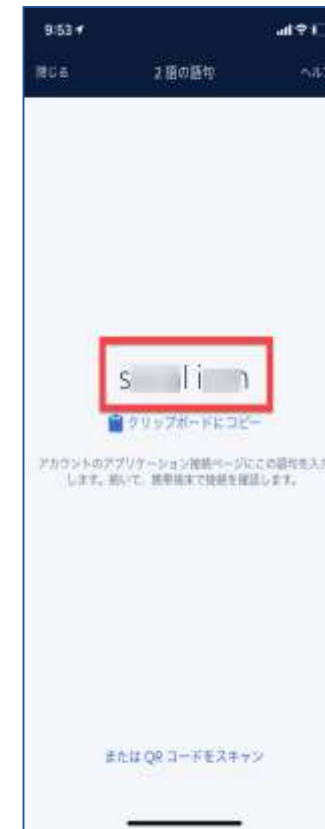 9:53
閉じる 2 語の語句
クリップボードにコピー
アカウントのアプリケーション接続ページにこの語句を入力
します。続いて、携帯端末で接続を確認します。
または QR コードをスキャン